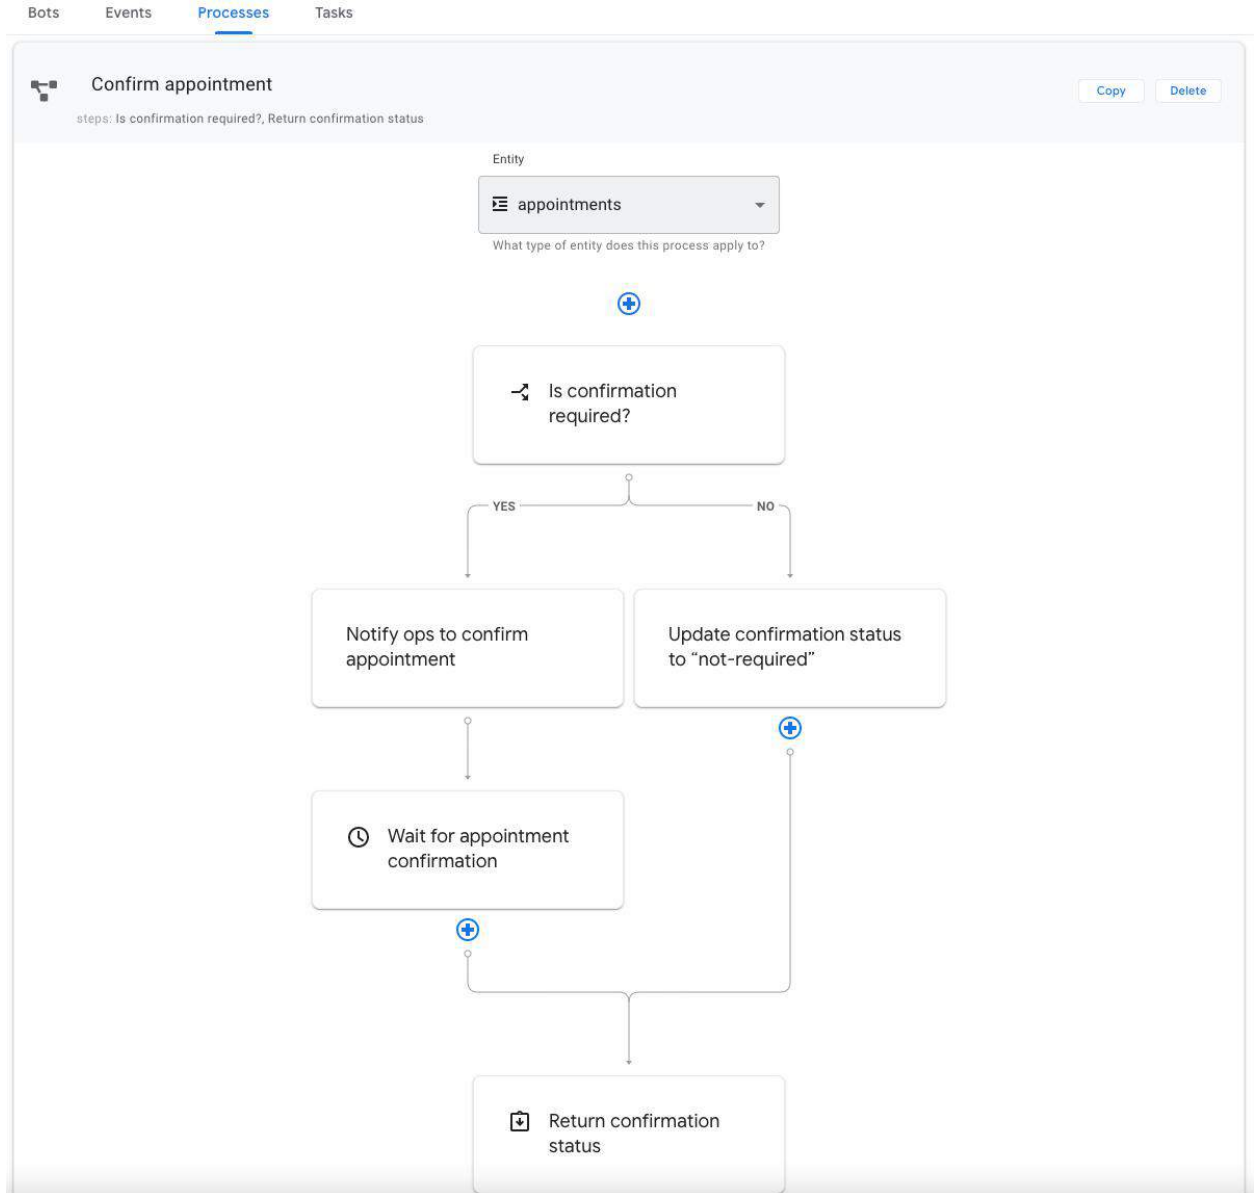 Bots Events Processes Tasks
Confirm appointment
Copy Delete
steps: Is confirmation required?, Return confirmation status
Entity
appointments
What type of entity does this process apply to?
Is confirmation
required?
YES NO
Notify ops to confirm
appointment
Update confirmation status
to “not-required”
Wait for appointment
confirmation
Return confirmation
status